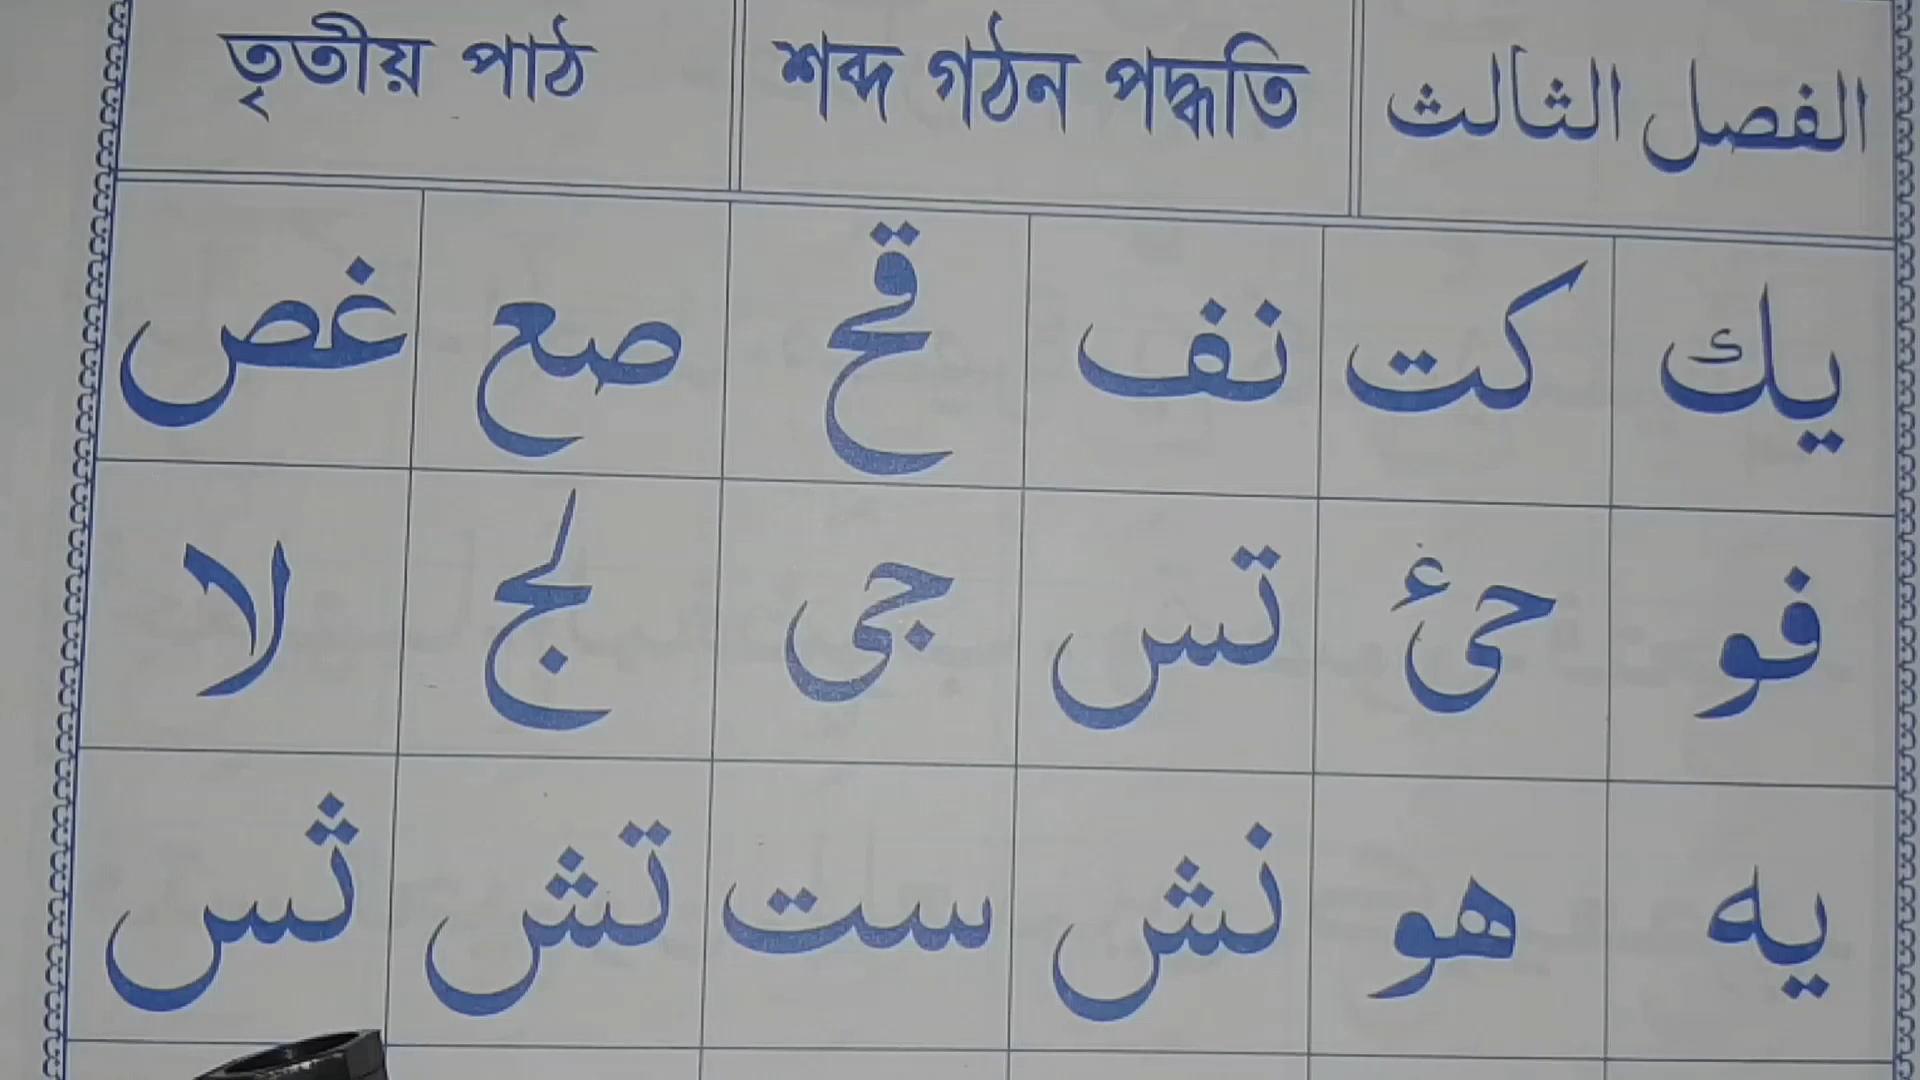 তৃতীয় পাঠ শব্দ গঠন পদ্ধতি الفصل الثالث
يك كت نف قح صع غص
فو حئ تس جى لج لا
يه هو نش ست تش ثس